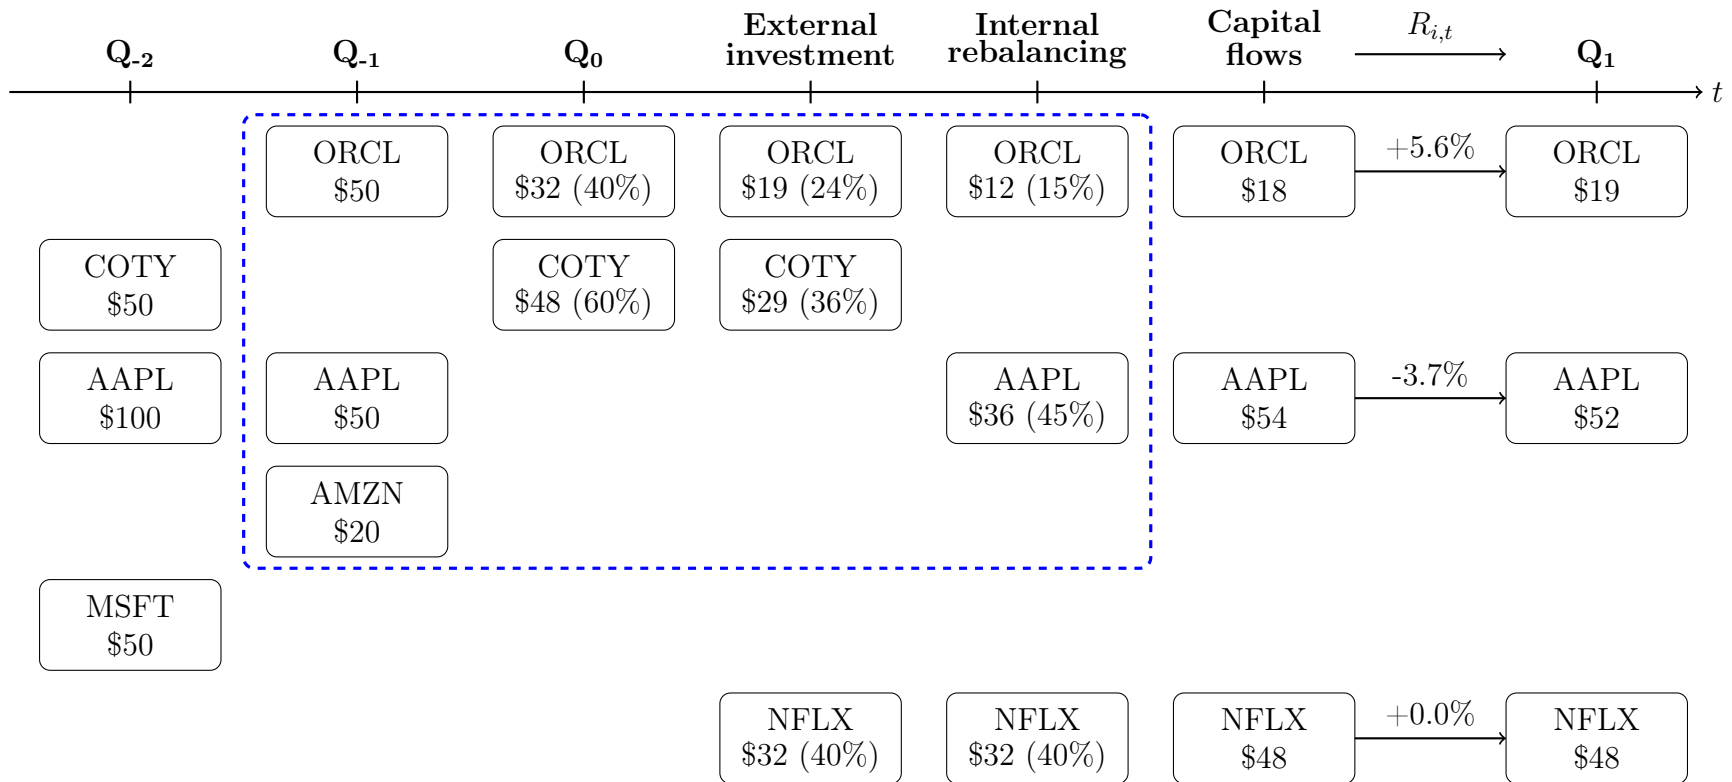 Q-2
Q-1
Q0
External
investment
Internal
rebalancing
Capital
flows
Ri,t
Q1
t
ORCL
$50
ORCL
$32 (40%)
ORCL
$19 (24%)
ORCL
$12 (15%)
ORCL
$18
+5.6%
ORCL
$19
COTY
$50
COTY
$48 (60%)
COTY
$29 (36%)
AAPL
$100
AAPL
$50
AAPL
$36 (45%)
AAPL
$54
-3.7%
AAPL
$52
AMZN
$20
MSFT
$50
NFLX
$32 (40%)
NFLX
$32 (40%)
NFLX
$48
+0.0%
NFLX
$48